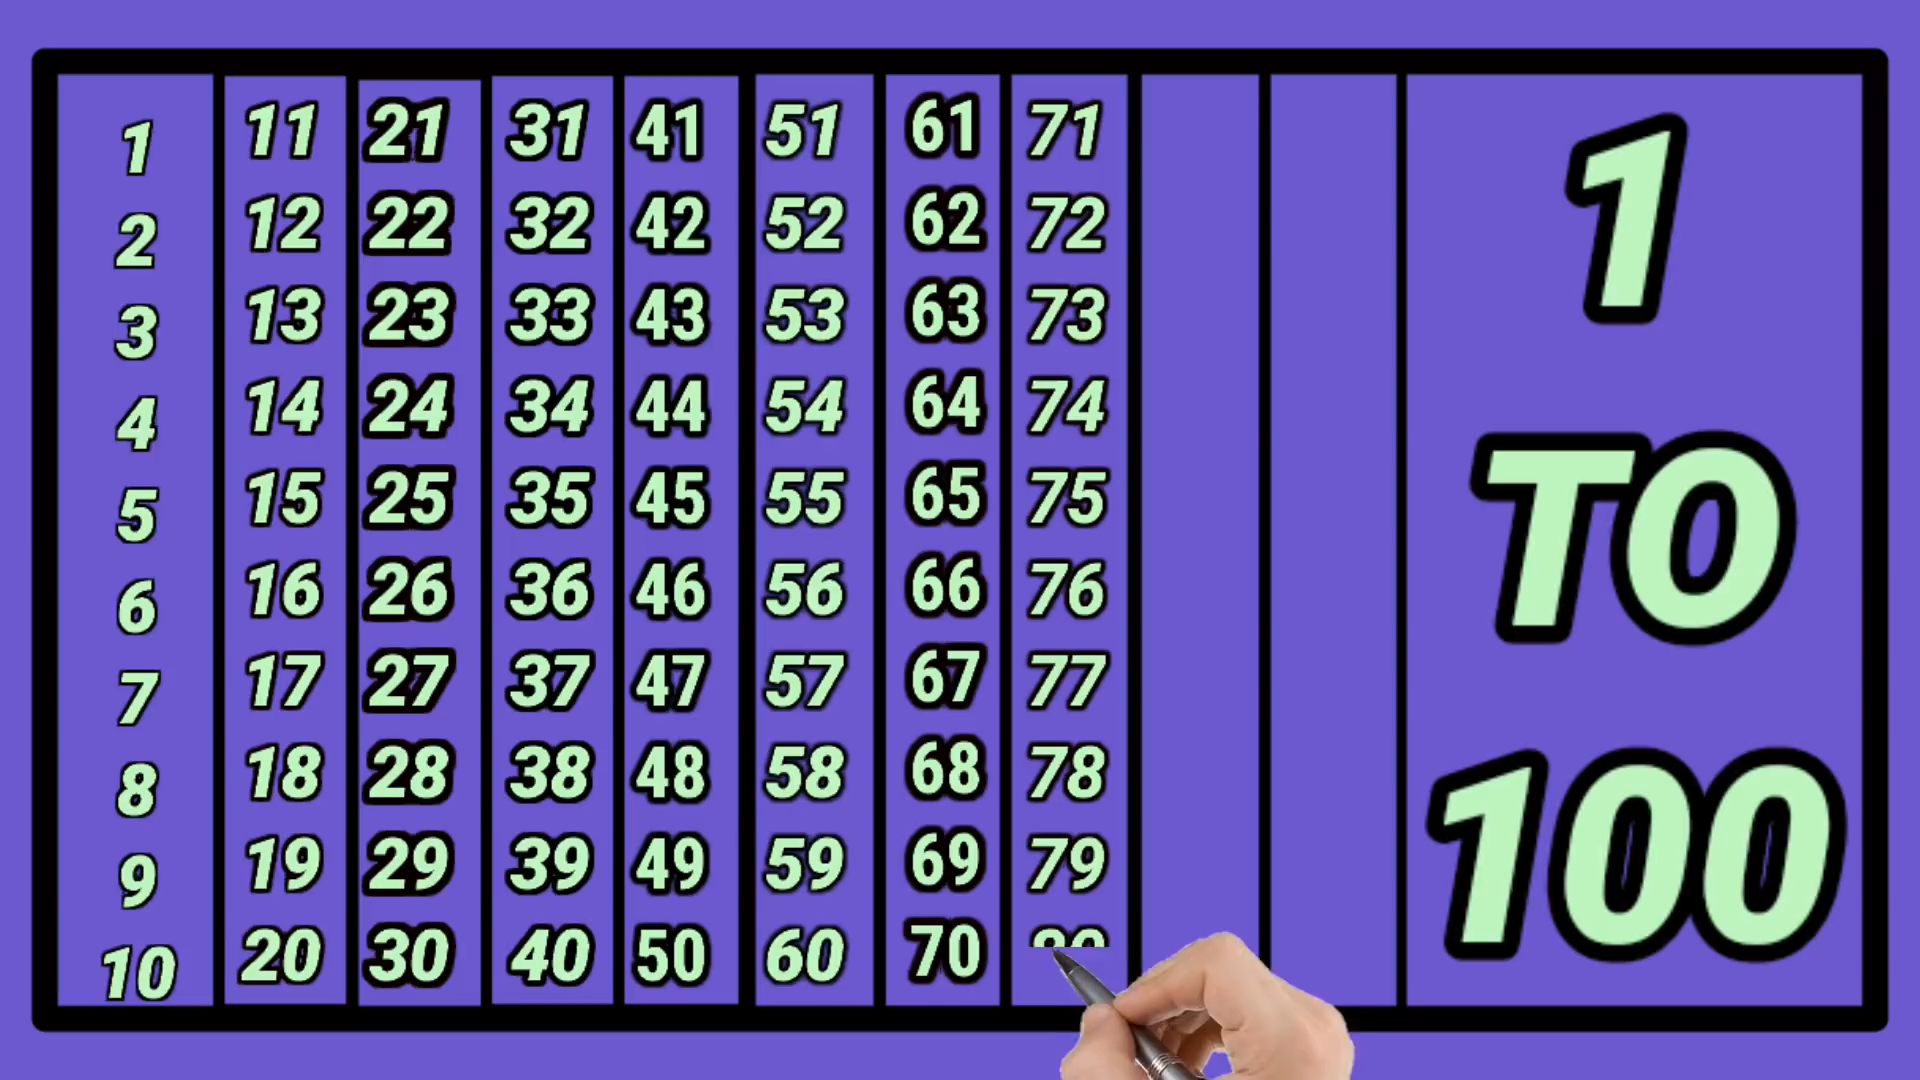 1 11 21 31 41 51 61 71
2 12 22 32 42 52 62 72
3 13 23 33 43 53 63 73
4 14 24 34 44 54 64 74
5 15 25 35 45 55 65 75
6 16 26 36 46 56 66 76
7 17 27 37 47 57 67 77
8 18 28 38 48 58 68 78
9 19 29 39 49 59 69 79
10 20 30 40 50 60 70
1
TO
100